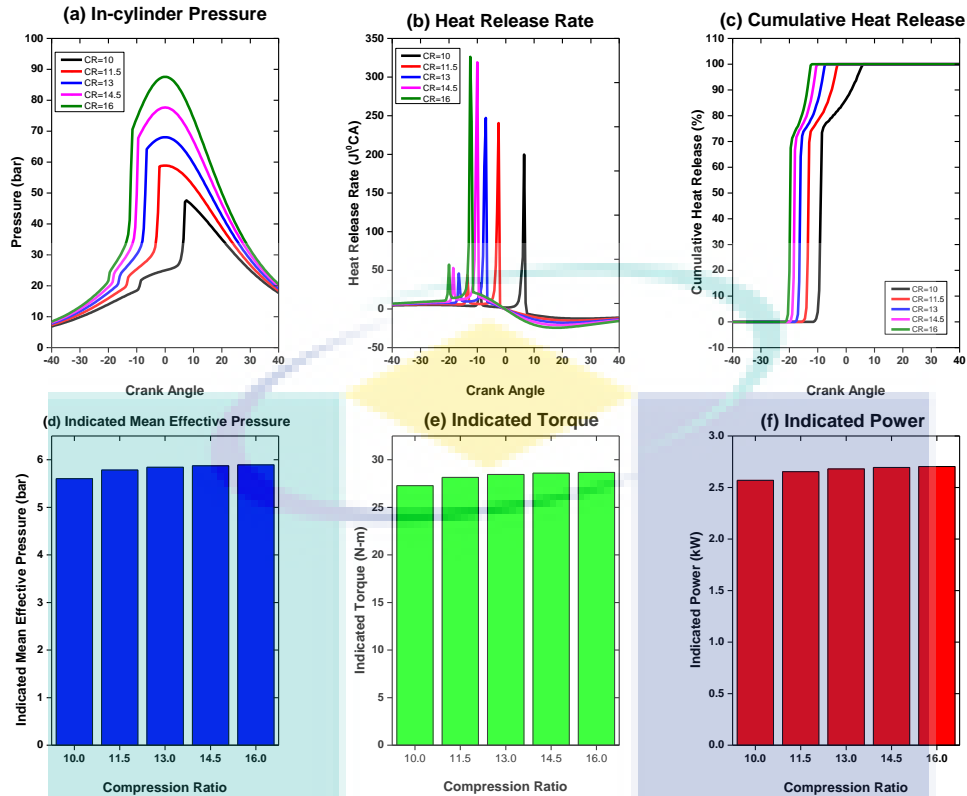 (a) In-cylinder Pressure
Pressure (bar)
100
90
80
70
60
50
40
30
20
10
0
CR=10
CR=11.5
CR=13
CR=14.5
CR=16
-40 -30 -20 -10 0 10 20 30 40
Crank Angle
(b) Heat Release Rate
Heat Release Rate (J\⁰CA)
350
300
250
200
150
100
50
0
-50
CR=10
CR=11.5
CR=13
CR=14.5
CR=16
-40 -30 -20 -10 0 10 20 30 40
Crank Angle
(c) Cumulative Heat Release
Cumulative Heat Release (%)
110
100
90
80
70
60
50
40
30
20
10
0
-10
CR=10
CR=11.5
CR=13
CR=14.5
CR=16
-40 -30 -20 -10 0 10 20 30 40
Crank Angle
(d) Indicated Mean Effective Pressure
Indicated Mean Effective Pressure (bar)
6
5
4
3
2
1
0
10.0 11.5 13.0 14.5 16.0
Compression Ratio
(e) Indicated Torque
Indicated Torque (N-m)
30
27
24
21
18
15
12
9
6
3
0
10.0 11.5 13.0 14.5 16.0
Compression Ratio
(f) Indicated Power
Indicated Power (kW)
3.0
2.5
2.0
1.5
1.0
0.5
0.0
10.0 11.5 13.0 14.5 16.0
Compression Ratio